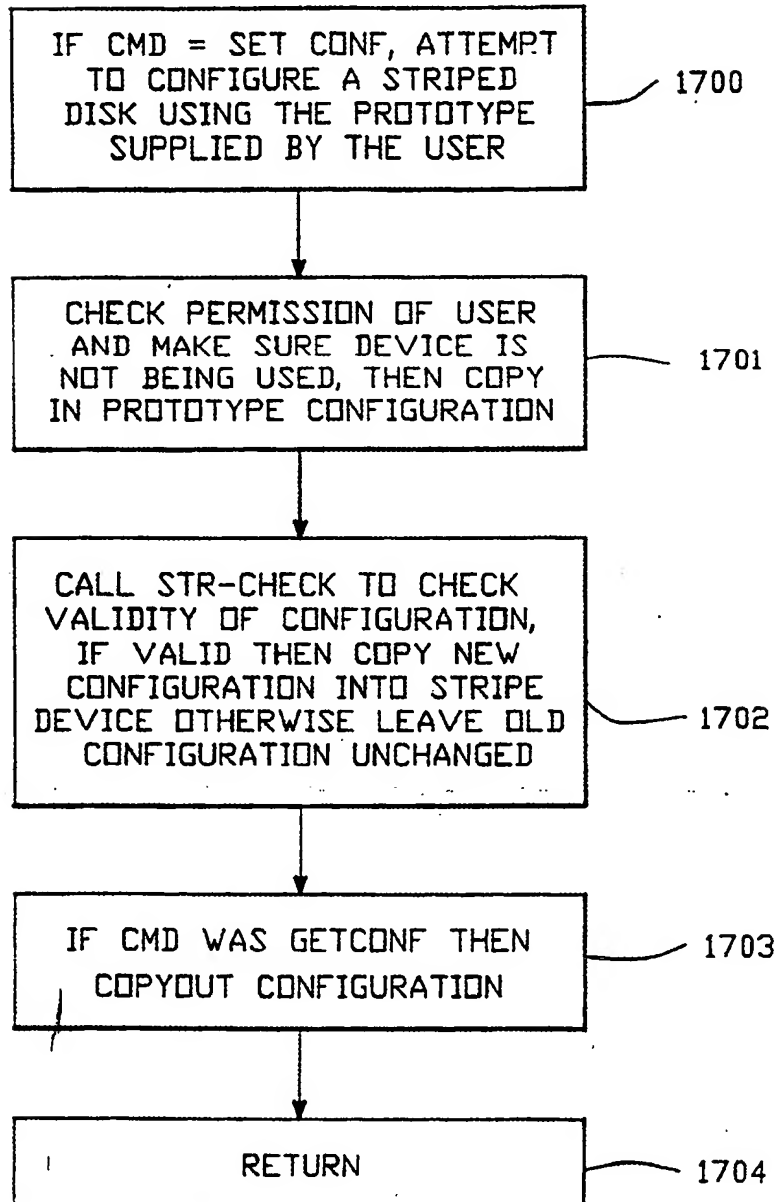 IF CMD = SET CONF, ATTEMPT
TO CONFIGURE A STRIPED
DISK USING THE PROTOTYPE
SUPPLIED BY THE USER
1700
CHECK PERMISSION OF USER
AND MAKE SURE DEVICE IS
NOT BEING USED, THEN COPY
IN PROTOTYPE CONFIGURATION
1701
CALL STR-CHECK TO CHECK
VALIDITY OF CONFIGURATION,
IF VALID THEN COPY NEW
CONFIGURATION INTO STRIPE
DEVICE OTHERWISE LEAVE OLD
CONFIGURATION UNCHANGED
1702
IF CMD WAS GETCONF THEN
COPYOUT CONFIGURATION
1703
RETURN
1704